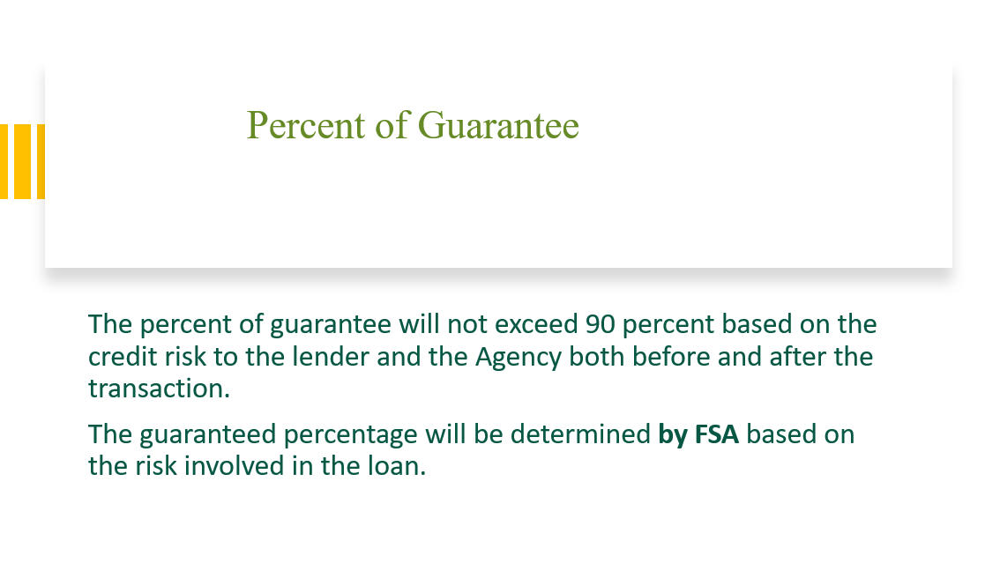 Percent of Guarantee
The percent of guarantee will not exceed 90 percent based on the
credit risk to the lender and the Agency both before and after the
transaction.
The guaranteed percentage will be determined by FSA based on
the risk involved in the loan.